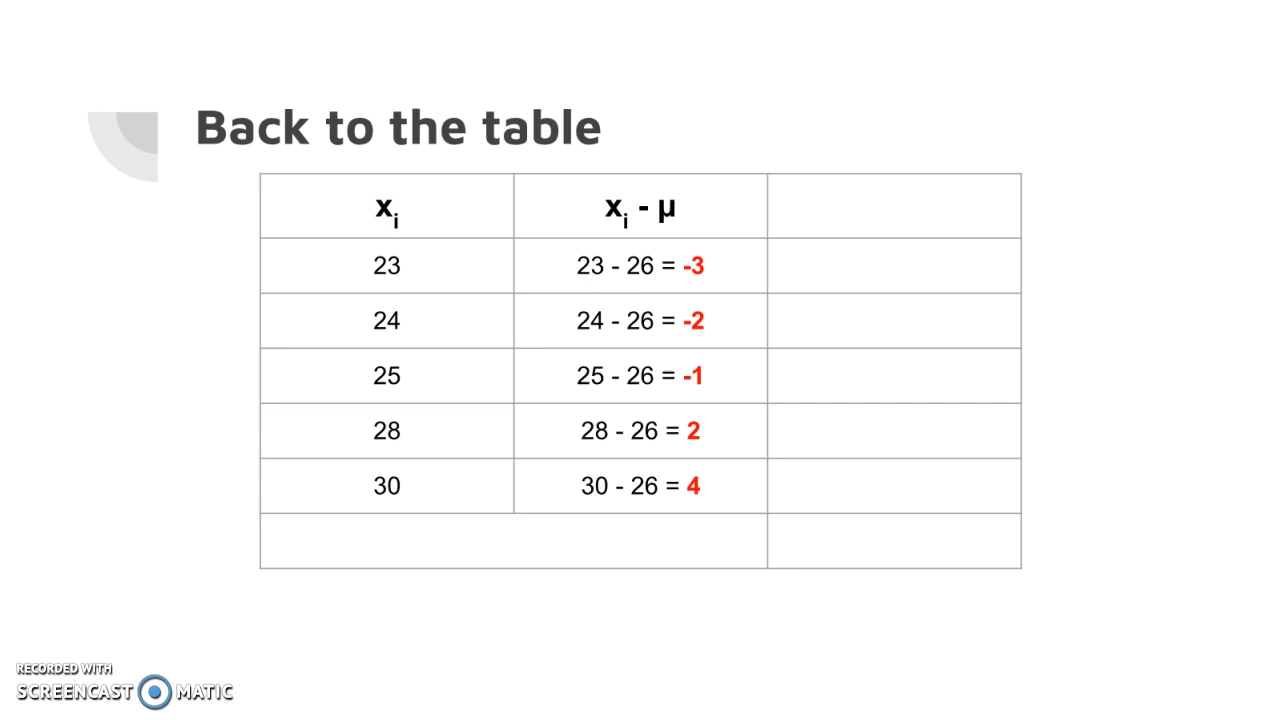 Back to the table
xi xi - μ
23 23 - 26 = -3
24 24 - 26 = -2
25 25 - 26 = -1
28 28 - 26 = 2
30 30 - 26 = 4
RECORDED WITH
SCREENCAST MATIC